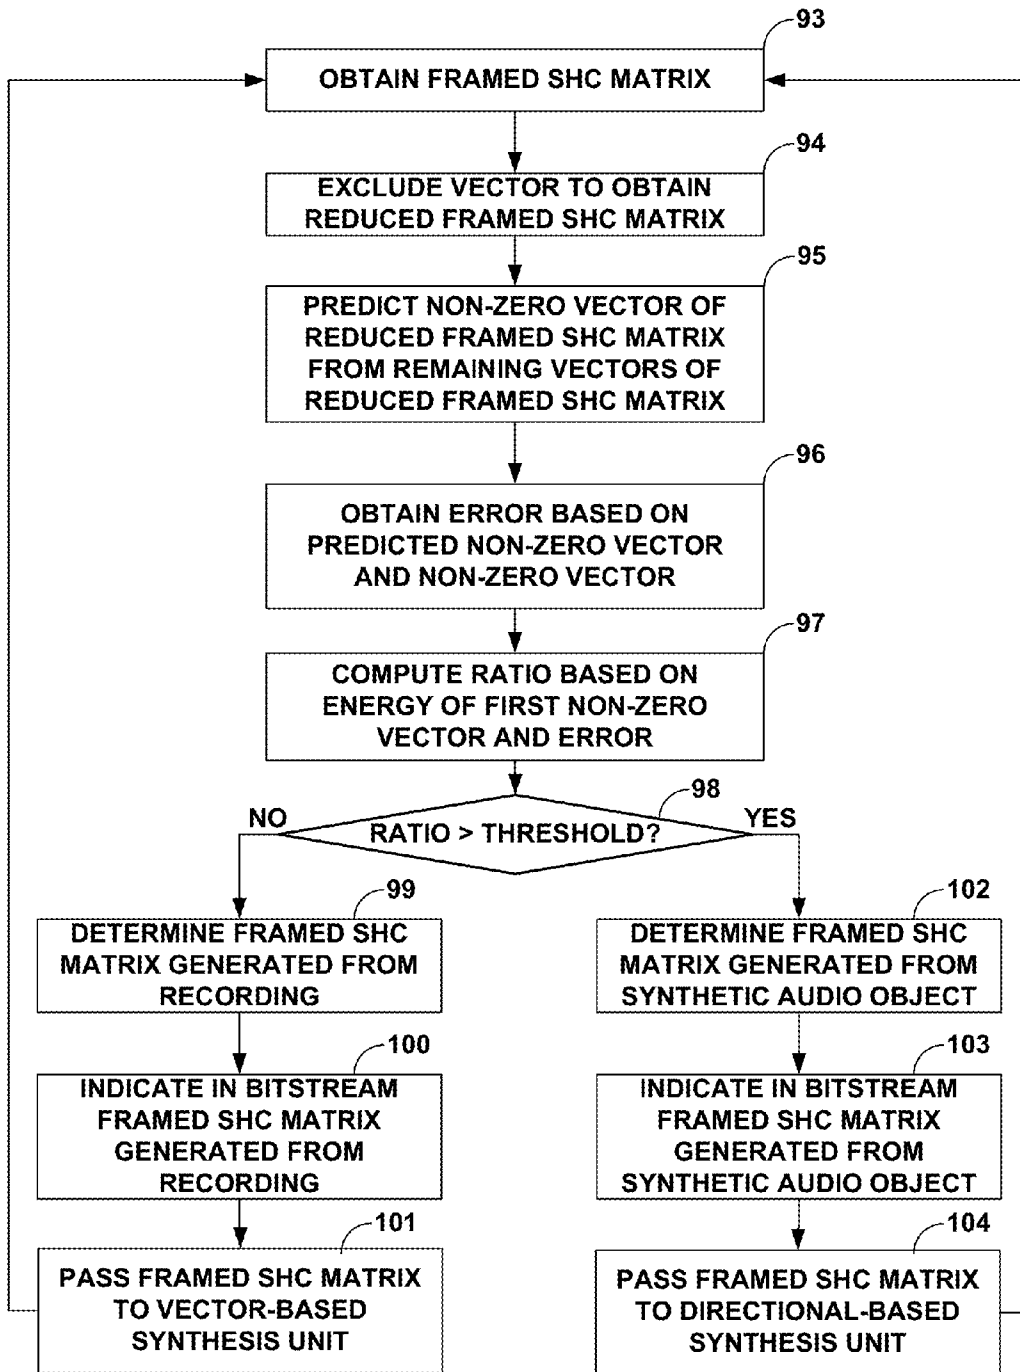 93
OBTAIN FRAMED SHC MATRIX
94
EXCLUDE VECTOR TO OBTAIN
REDUCED FRAMED SHC MATRIX
95
PREDICT NON-ZERO VECTOR OF
REDUCED FRAMED SHC MATRIX
FROM REMAINING VECTORS OF
REDUCED FRAMED SHC MATRIX
96
OBTAIN ERROR BASED ON
PREDICTED NON-ZERO VECTOR
AND NON-ZERO VECTOR
97
COMPUTE RATIO BASED ON
ENERGY OF FIRST NON-ZERO
VECTOR AND ERROR
98
NO
RATIO > THRESHOLD?
YES
99
DETERMINE FRAMED SHC
MATRIX GENERATED FROM
RECORDING
100
INDICATE IN BITSTREAM
FRAMED SHC MATRIX
GENERATED FROM
RECORDING
101
PASS FRAMED SHC MATRIX
TO VECTOR-BASED
SYNTHESIS UNIT
102
DETERMINE FRAMED SHC
MATRIX GENERATED FROM
SYNTHETIC AUDIO OBJECT
103
INDICATE IN BITSTREAM
FRAMED SHC MATRIX
GENERATED FROM
SYNTHETIC AUDIO OBJECT
104
PASS FRAMED SHC MATRIX
TO DIRECTIONAL-BASED
SYNTHESIS UNIT